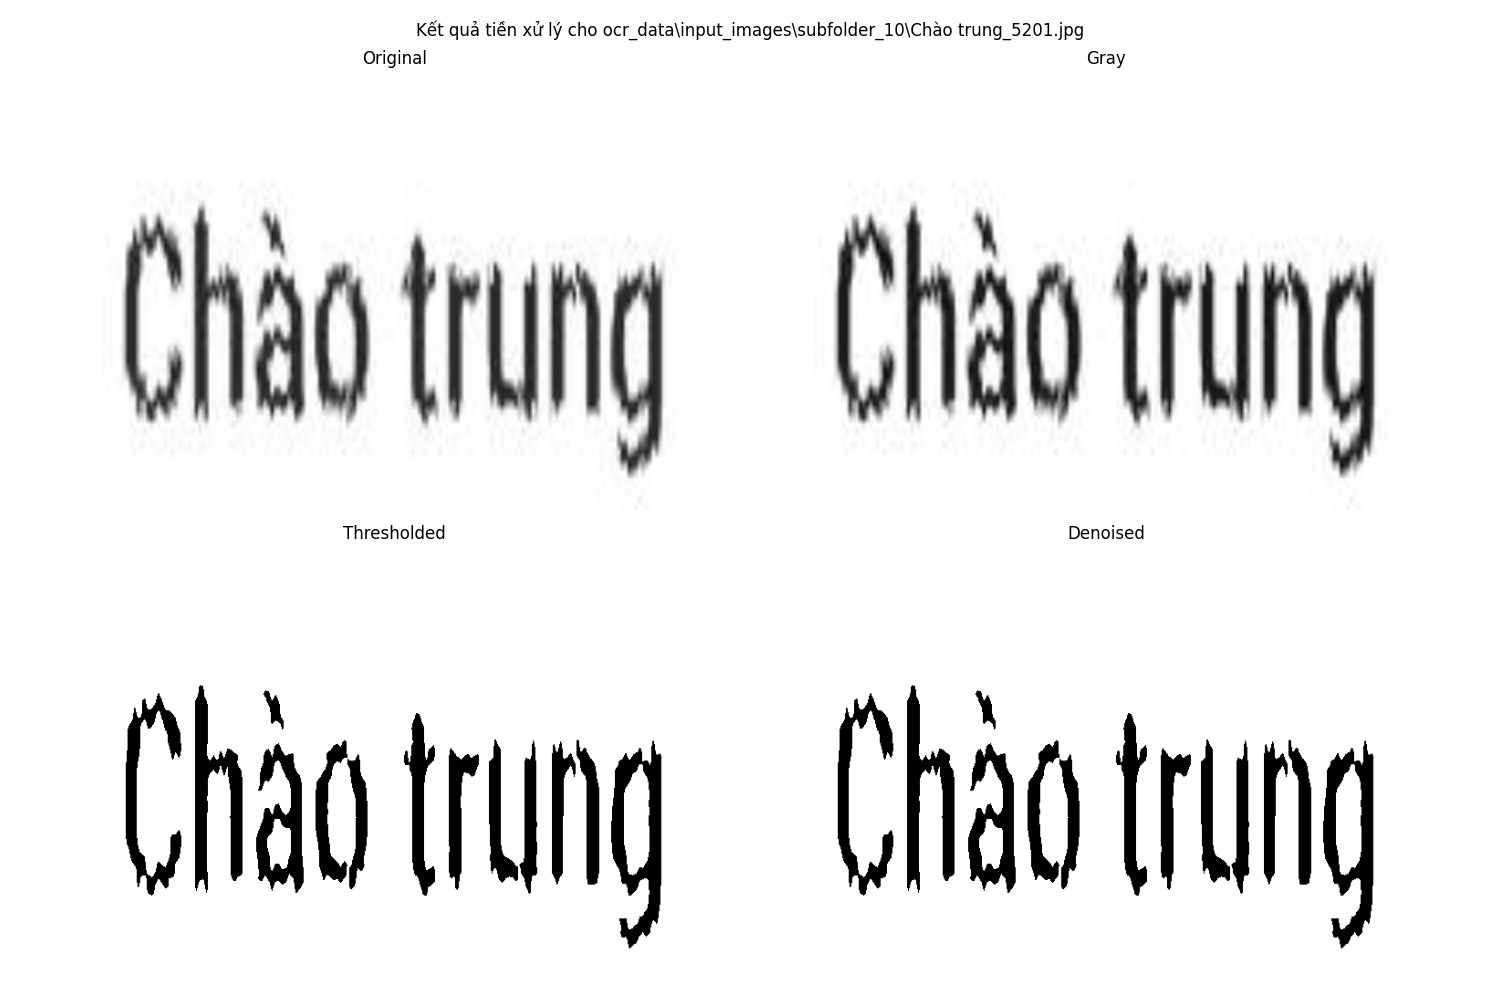 Kết quả tiền xử lý cho ocr_data\input_images\subfolder_10\Chào trung_5201.jpg
Original
Gray
Chào trung
Chào trung
Thresholded
Denoised
Chào trung
Chào trung